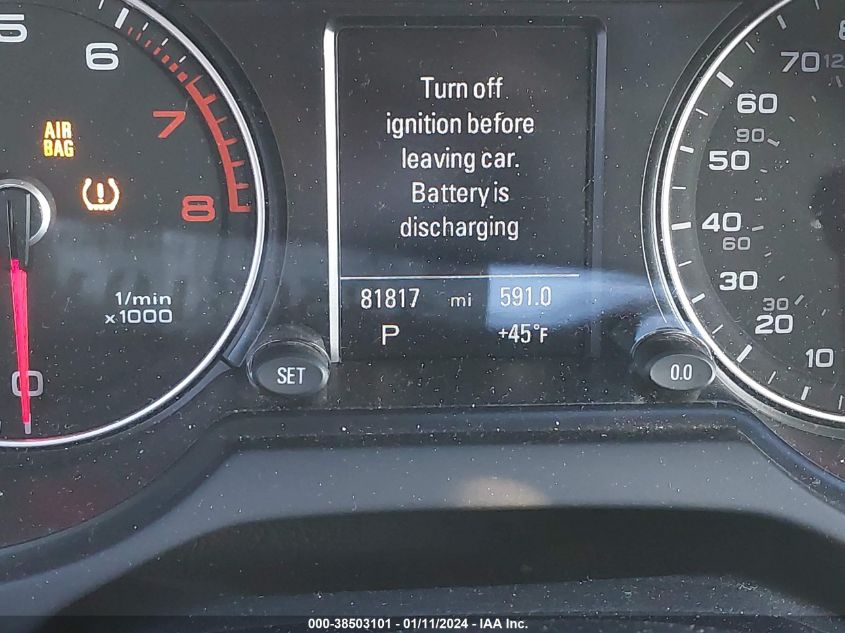 5
6
7
8
AIR
BAG
1/min
x 1000
0
Turn off
ignition before
leaving car.
Battery is
discharging
81817 mi 591.0
P +45°F
SET
0.0
70
12
60
90
50
40
60
30
30
20
10
000-38503101 - 01/11/2024 - IAA Inc.